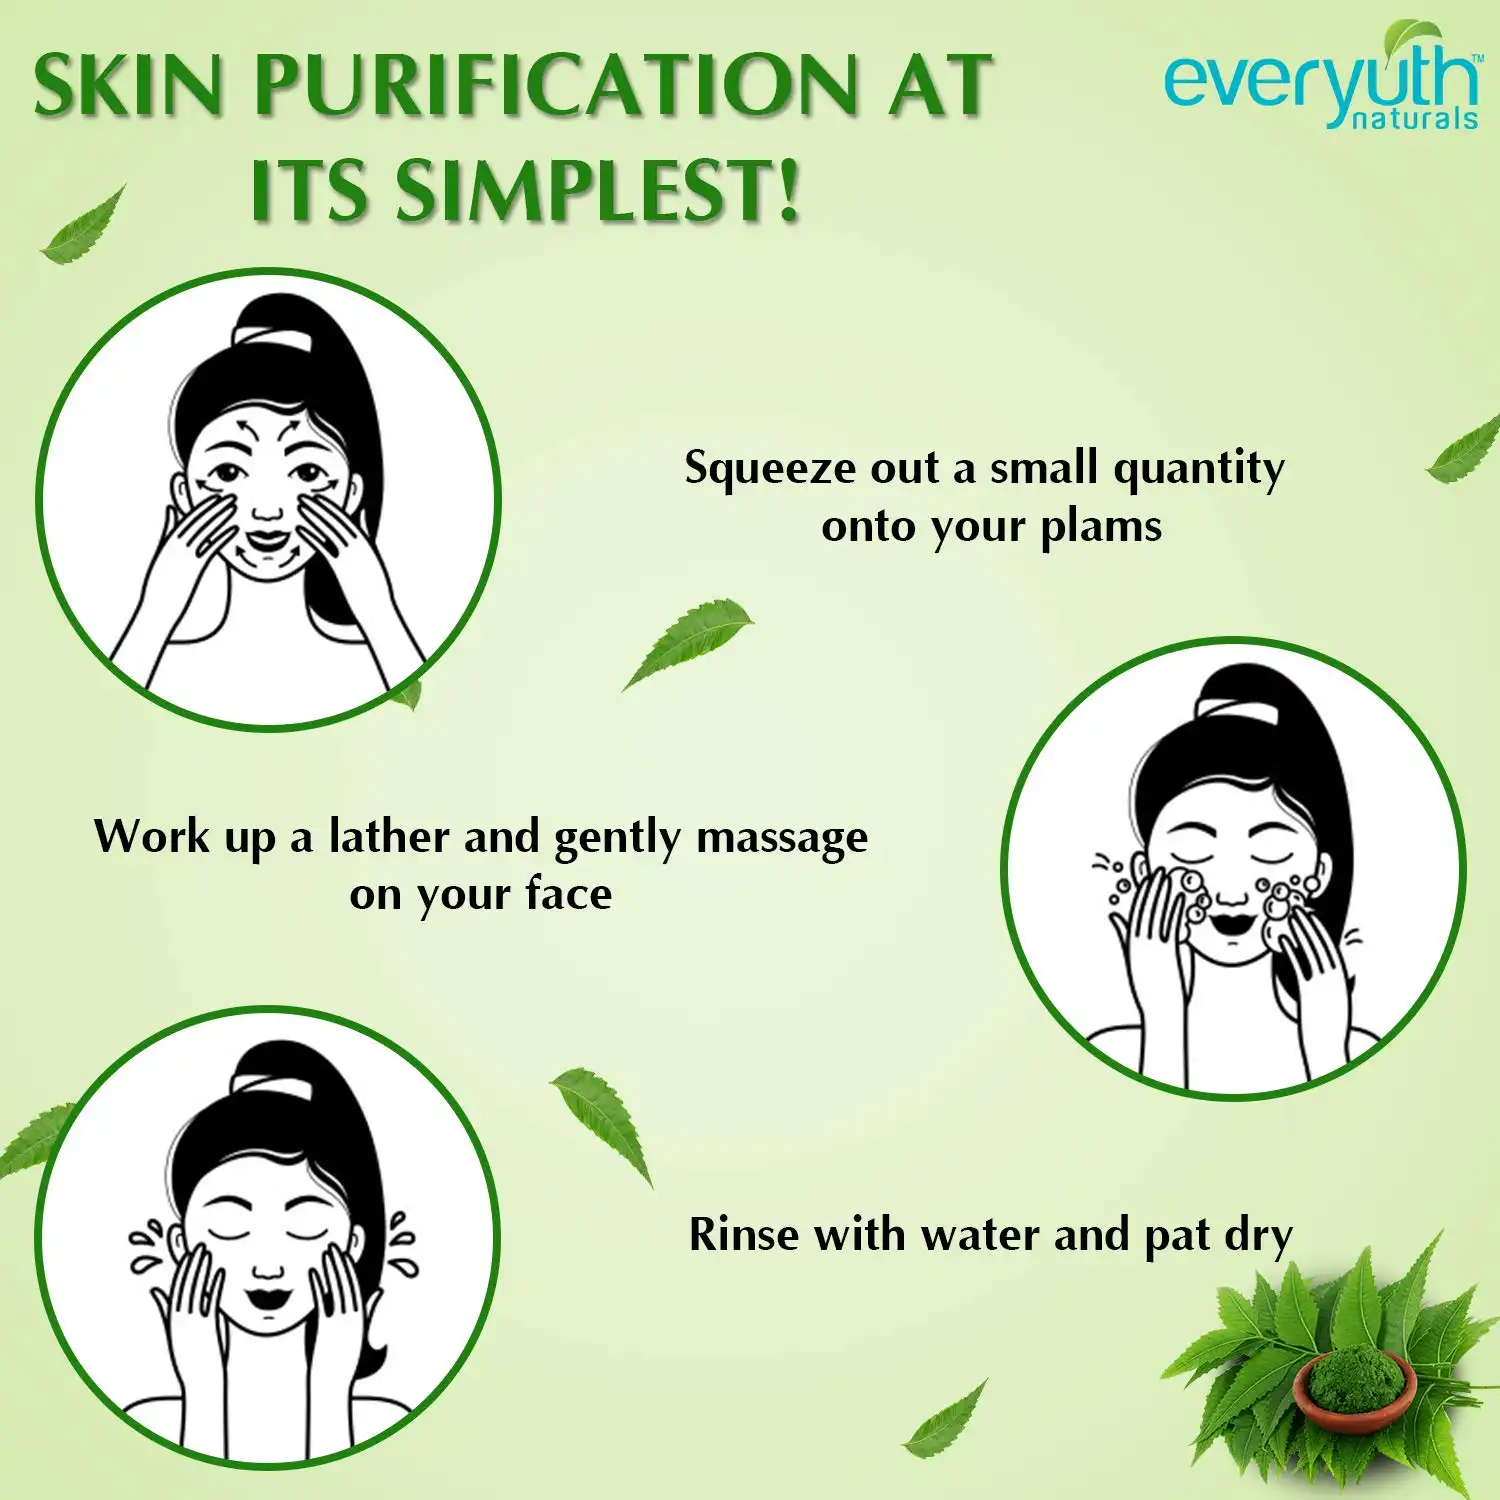 SKIN PURIFICATION AT
ITS SIMPLEST!
everyuth™
naturals
Squeeze out a small quantity
onto your plams
Work up a lather and gently massage
on your face
Rinse with water and pat dry